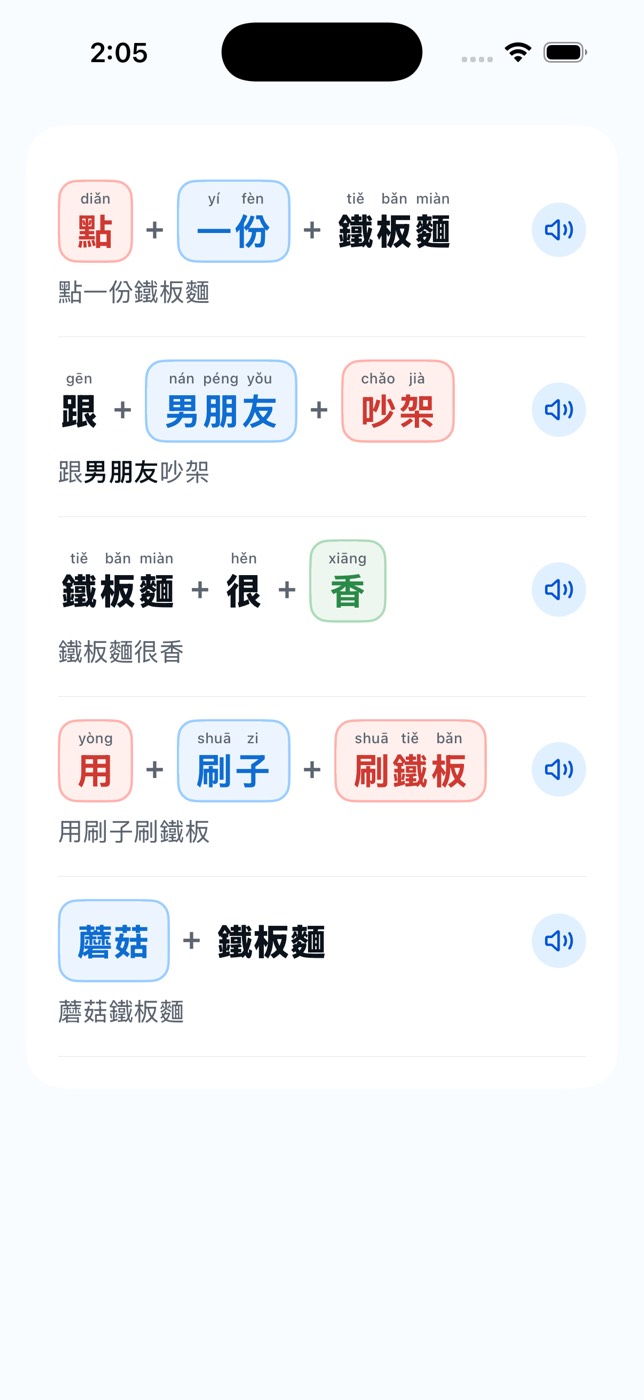 2:05
diǎn yí fèn tiě bǎn miàn
點 + 一份 + 鐵板麵
點一份鐵板麵
gēn nán péng yǒu chǎo jià
跟 + 男朋友 + 吵架
跟男朋友吵架
tiě bǎn miàn hěn xiāng
鐵板麵 + 很 + 香
鐵板麵很香
yòng shuā zi shuā tiě bǎn
用 + 刷子 + 刷鐵板
用刷子刷鐵板
蘑菇 + 鐵板麵
蘑菇鐵板麵